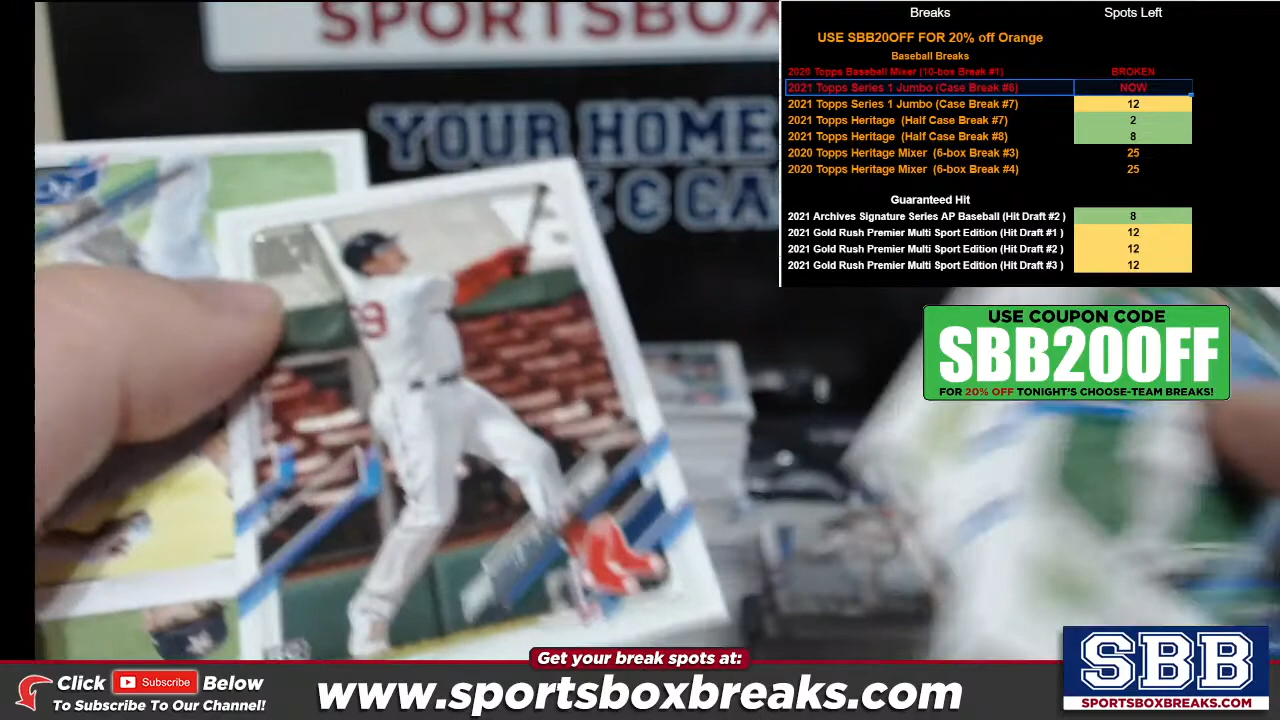 SPORTSBOX
YOUR HOME
Breaks Spots Left
USE SBB20OFF FOR 20% off Orange
Baseball Breaks
2020 Topps Baseball Mixer (10-box Break #1) BROKEN
2021 Topps Series 1 Jumbo (Case Break #6) NOW
2021 Topps Series 1 Jumbo (Case Break #7) 12
2021 Topps Heritage (Half Case Break #7) 2
2021 Topps Heritage (Half Case Break #8) 8
2020 Topps Heritage Mixer (6-box Break #3) 25
2020 Topps Heritage Mixer (6-box Break #4) 25
Guaranteed Hit
2021 Archives Signature Series AP Baseball (Hit Draft #2 ) 8
2021 Gold Rush Premier Multi Sport Edition (Hit Draft #1 ) 12
2021 Gold Rush Premier Multi Sport Edition (Hit Draft #2 ) 12
2021 Gold Rush Premier Multi Sport Edition (Hit Draft #3 ) 12
USE COUPON CODE
SBB20OFF
FOR 20% OFF TONIGHT'S CHOOSE-TEAM BREAKS!
Get your break spots at:
Click Subscribe Below
To Subscribe To Our Channel!
www.sportsboxbreaks.com
SBB
SPORTSBOXBREAKS.COM